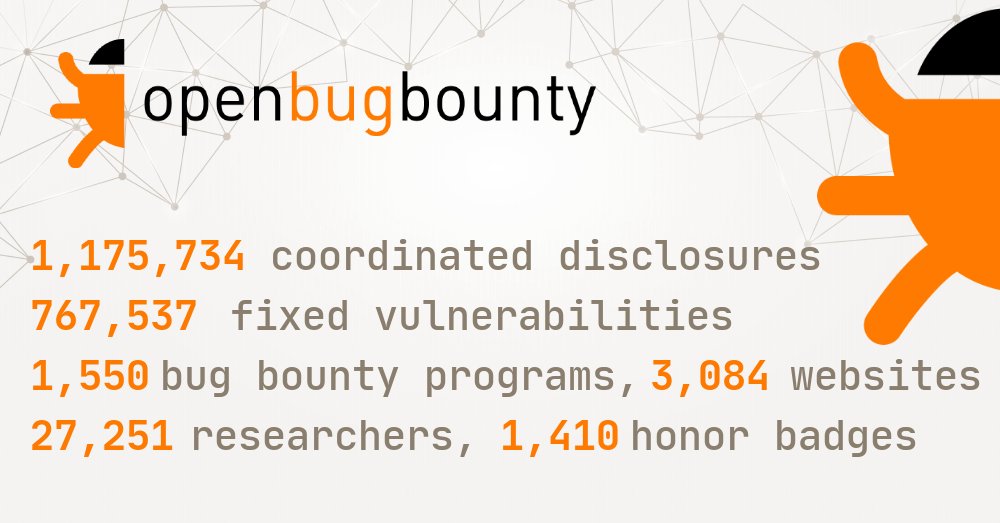 openbugbounty
1,175,734 coordinated disclosures
767,537 fixed vulnerabilities
1,550 bug bounty programs, 3,084 websites
27,251 researchers, 1,410 honor badges